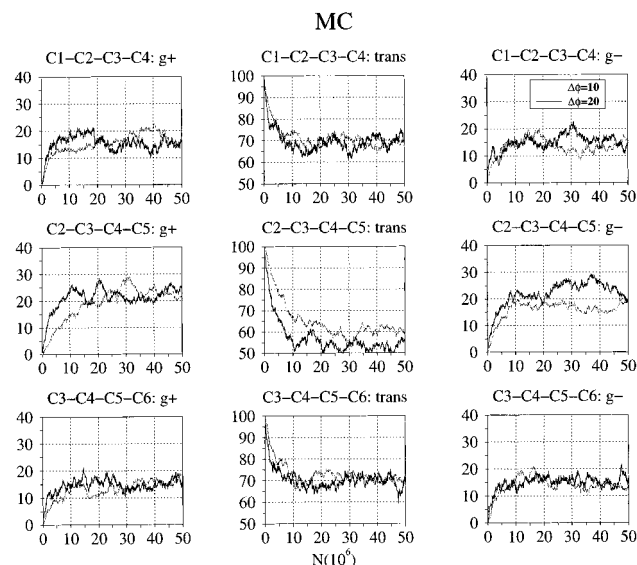 MC
C1–C2–C3–C4: g+
C1–C2–C3–C4: trans
C1–C2–C3–C4: g−
40
30
20
10
0
0 10 20 30 40 50
100
90
80
70
60
50
0 10 20 30 40 50
40
30
20
10
0
Δϕ=10
Δϕ=20
0 10 20 30 40 50
C2–C3–C4–C5: g+
C2–C3–C4–C5: trans
C2–C3–C4–C5: g−
40
30
20
10
0
0 10 20 30 40 50
100
90
80
70
60
50
0 10 20 30 40 50
40
30
20
10
0
0 10 20 30 40 50
C3–C4–C5–C6: g+
C3–C4–C5–C6: trans
C3–C4–C5–C6: g−
40
30
20
10
0
0 10 20 30 40 50
100
90
80
70
60
50
0 10 20 30 40 50
40
30
20
10
0
0 10 20 30 40 50
N(10⁶)